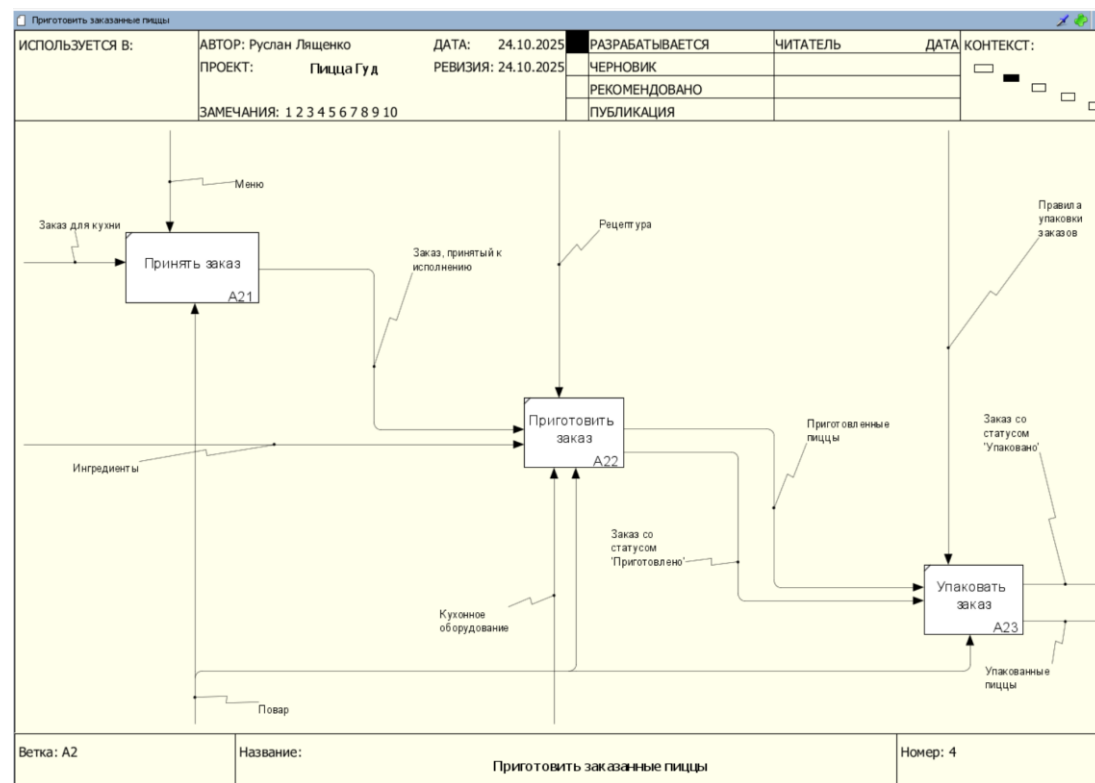 Приготовить заказанные пиццы
ИСПОЛЬЗУЕТСЯ В:
АВТОР: Руслан Лященко
ДАТА: 24.10.2025
ПРОЕКТ: Пицца Гуд
РЕВИЗИЯ: 24.10.2025
ЗАМЕЧАНИЯ: 1 2 3 4 5 6 7 8 9 10
РАЗРАБАТЫВАЕТСЯ
ЧЕРНОВИК
РЕКОМЕНДОВАНО
ПУБЛИКАЦИЯ
ЧИТАТЕЛЬ
ДАТА
КОНТЕКСТ:
Меню
Заказ для кухни
Принять заказ
A21
Заказ, принятый к
исполнению
Рецептура
Правила
упаковки
заказов
Приготовить
заказ
A22
Ингредиенты
Приготовленные
пиццы
Заказ со
статусом
'Упаковано'
Заказ со
статусом
'Приготовлено'
Упаковать
заказ
A23
Кухонное
оборудование
Упакованные
пиццы
Повар
Ветка: A2
Название:
Приготовить заказанные пиццы
Номер: 4